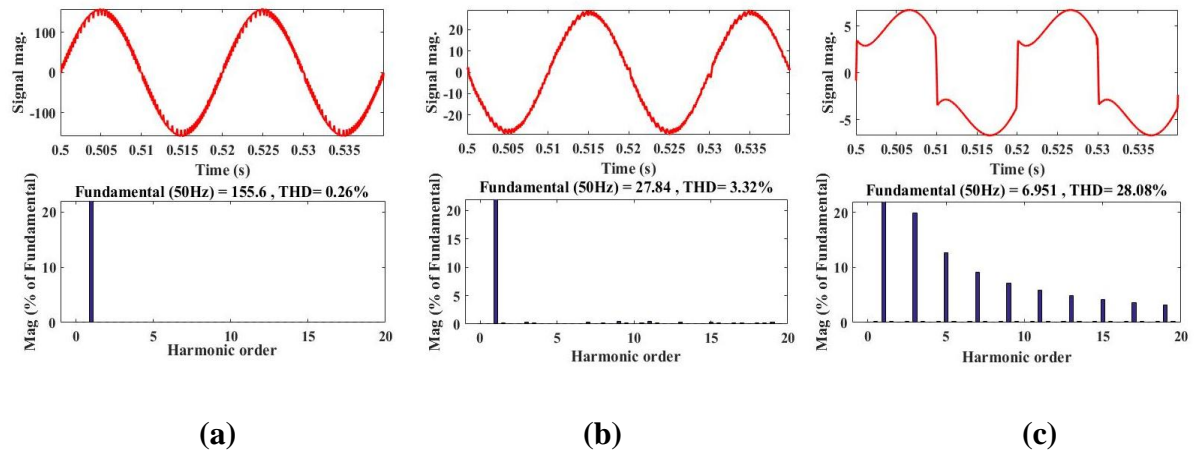 Signal mag.
100
0
-100
0.5 0.505 0.51 0.515 0.52 0.525 0.53 0.535
Time (s)
Fundamental (50Hz) = 155.6 , THD= 0.26%
Mag (% of Fundamental)
20
10
0
0 5 10 15 20
Harmonic order
(a)
Signal mag.
20
10
0
-10
-20
0.5 0.505 0.51 0.515 0.52 0.525 0.53 0.535
Time (s)
Fundamental (50Hz) = 27.84 , THD= 3.32%
Mag (% of Fundamental)
20
15
10
5
0
0 5 10 15 20
Harmonic order
(b)
Signal mag.
5
0
-5
0.5 0.505 0.51 0.515 0.52 0.525 0.53 0.535
Time (s)
Fundamental (50Hz) = 6.951 , THD= 28.08%
Mag (% of Fundamental)
20
10
0
0 5 10 15 20
Harmonic order
(c)